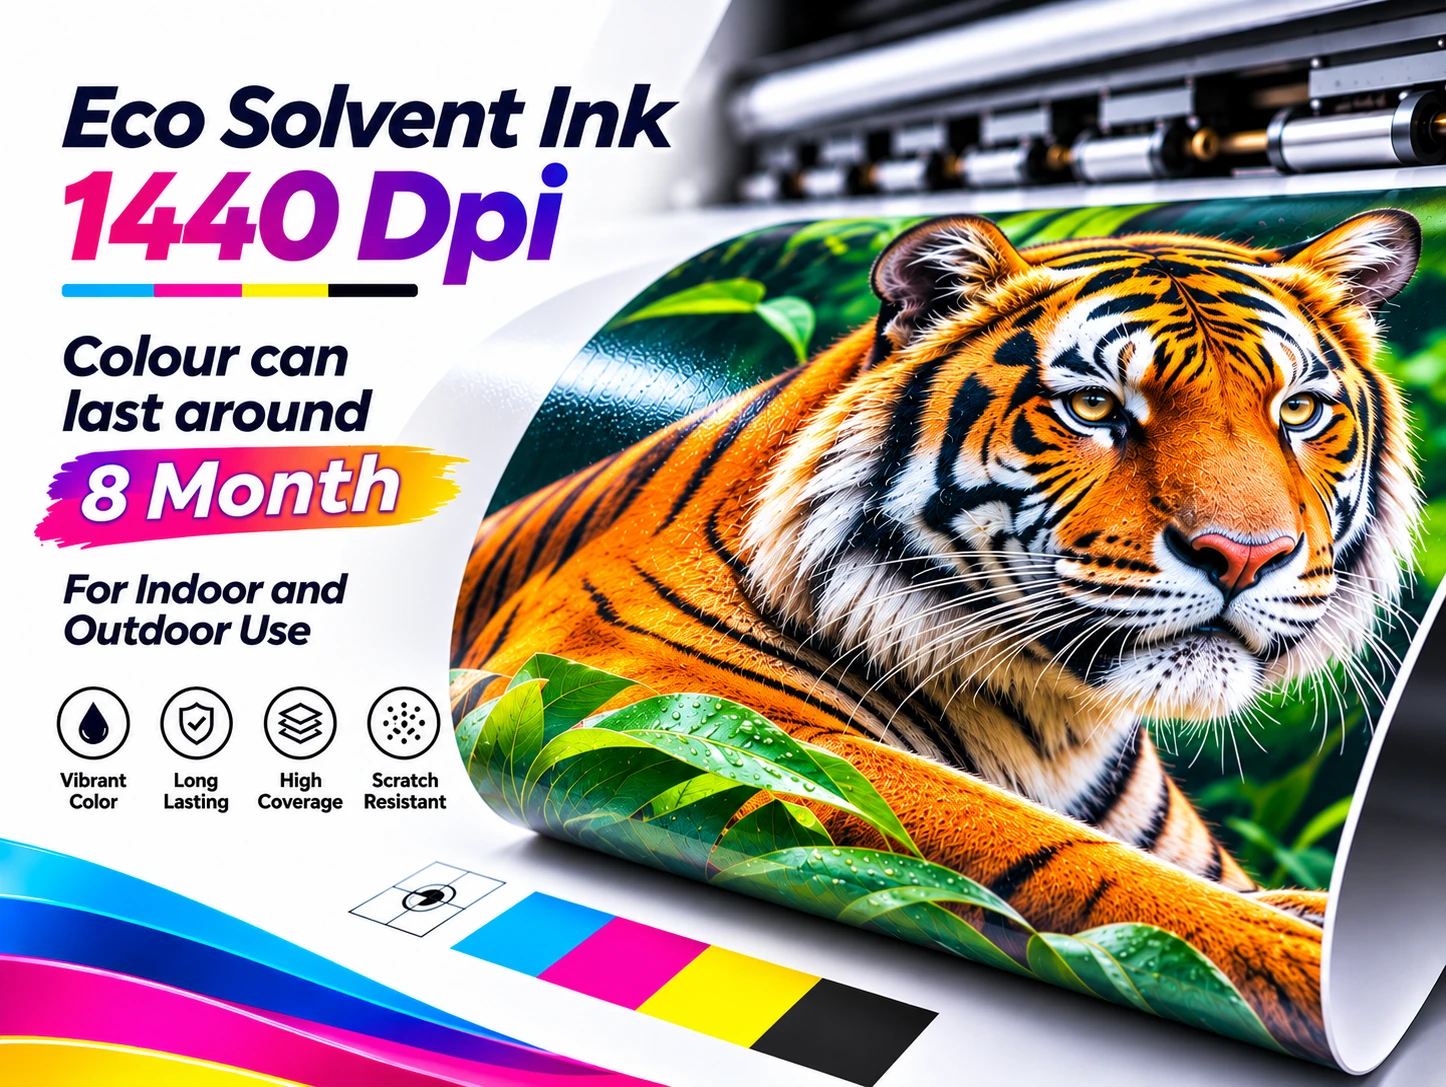 Eco Solvent Ink
1440 Dpi
Colour can
last around
8 Month
For Indoor and
Outdoor Use
Vibrant
Color
Long
Lasting
High
Coverage
Scratch
Resistant